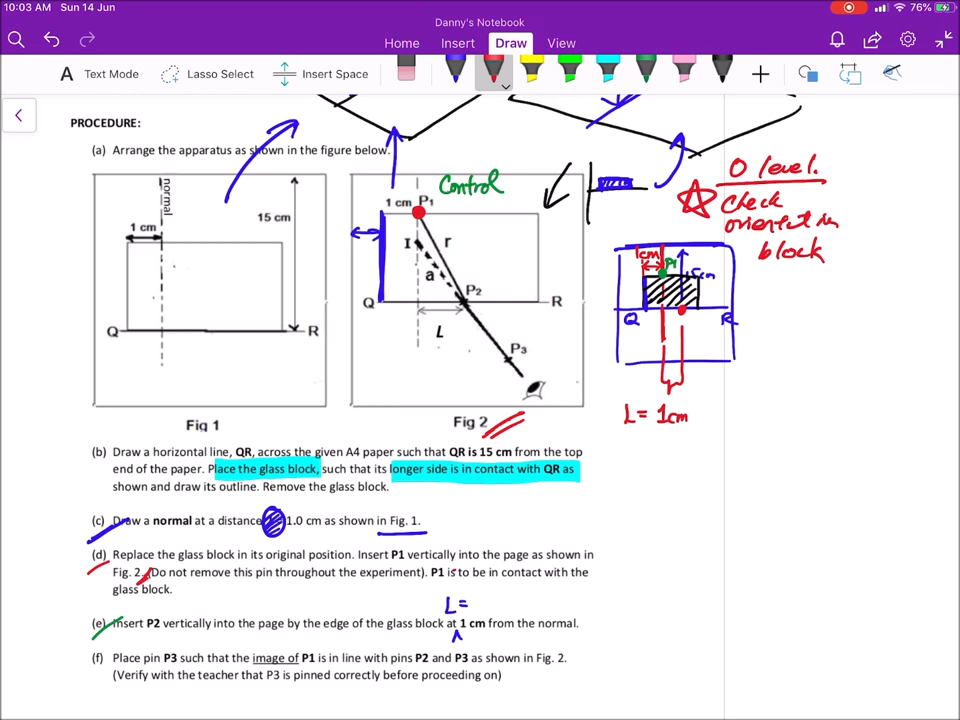 10:03 AM Sun 14 Jun
76%
Danny's Notebook
Home Insert Draw View
A Text Mode Lasso Select Insert Space
PROCEDURE:
(a) Arrange the apparatus as shown in the figure below.
normal
1 cm
15 cm
Q R
Fig 1
Control
1 cm P1
I r
a
P2
Q R
L
P3
Fig 2
O level.
Check
orientation
block
1cm
P1
Q R
L = 1cm
(b) Draw a horizontal line, QR, across the given A4 paper such that QR is 15 cm from the top
end of the paper. Place the glass block, such that its longer side is in contact with QR as
shown and draw its outline. Remove the glass block.
(c) Draw a normal at a distance 1.0 cm as shown in Fig. 1.
(d) Replace the glass block in its original position. Insert P1 vertically into the page as shown in
Fig. 2. (Do not remove this pin throughout the experiment). P1 is to be in contact with the
glass block.
L =
(e) Insert P2 vertically into the page by the edge of the glass block at 1 cm from the normal.
(f) Place pin P3 such that the image of P1 is in line with pins P2 and P3 as shown in Fig. 2.
(Verify with the teacher that P3 is pinned correctly before proceeding on)